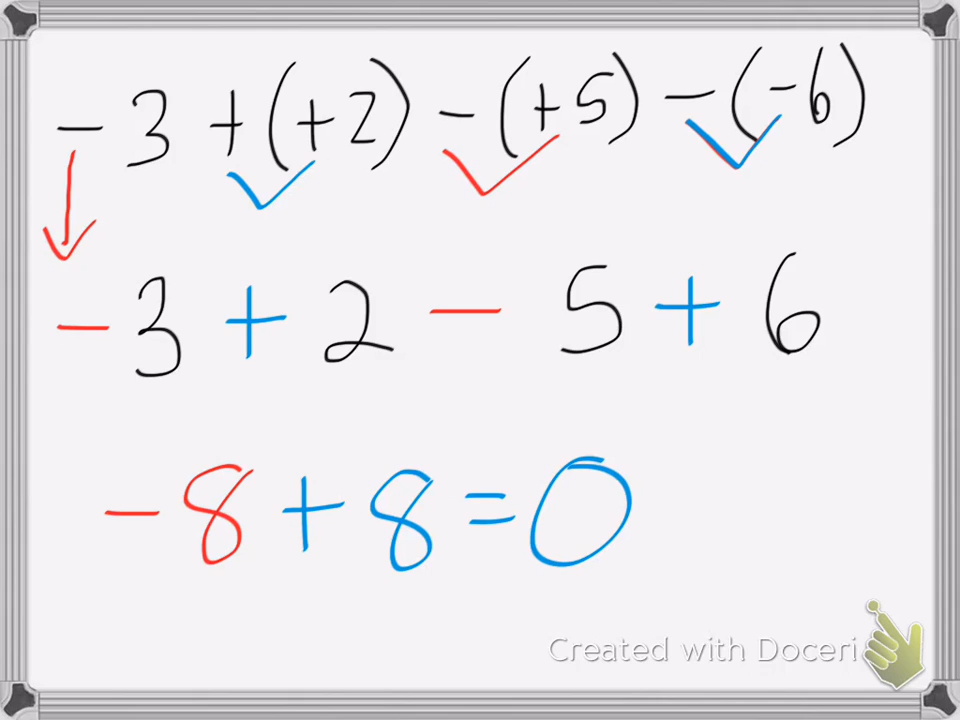 - 3 + (+2) - (+5) - (-6)
- 3 + 2 - 5 + 6
- 8 + 8 = 0
Created with Doceri